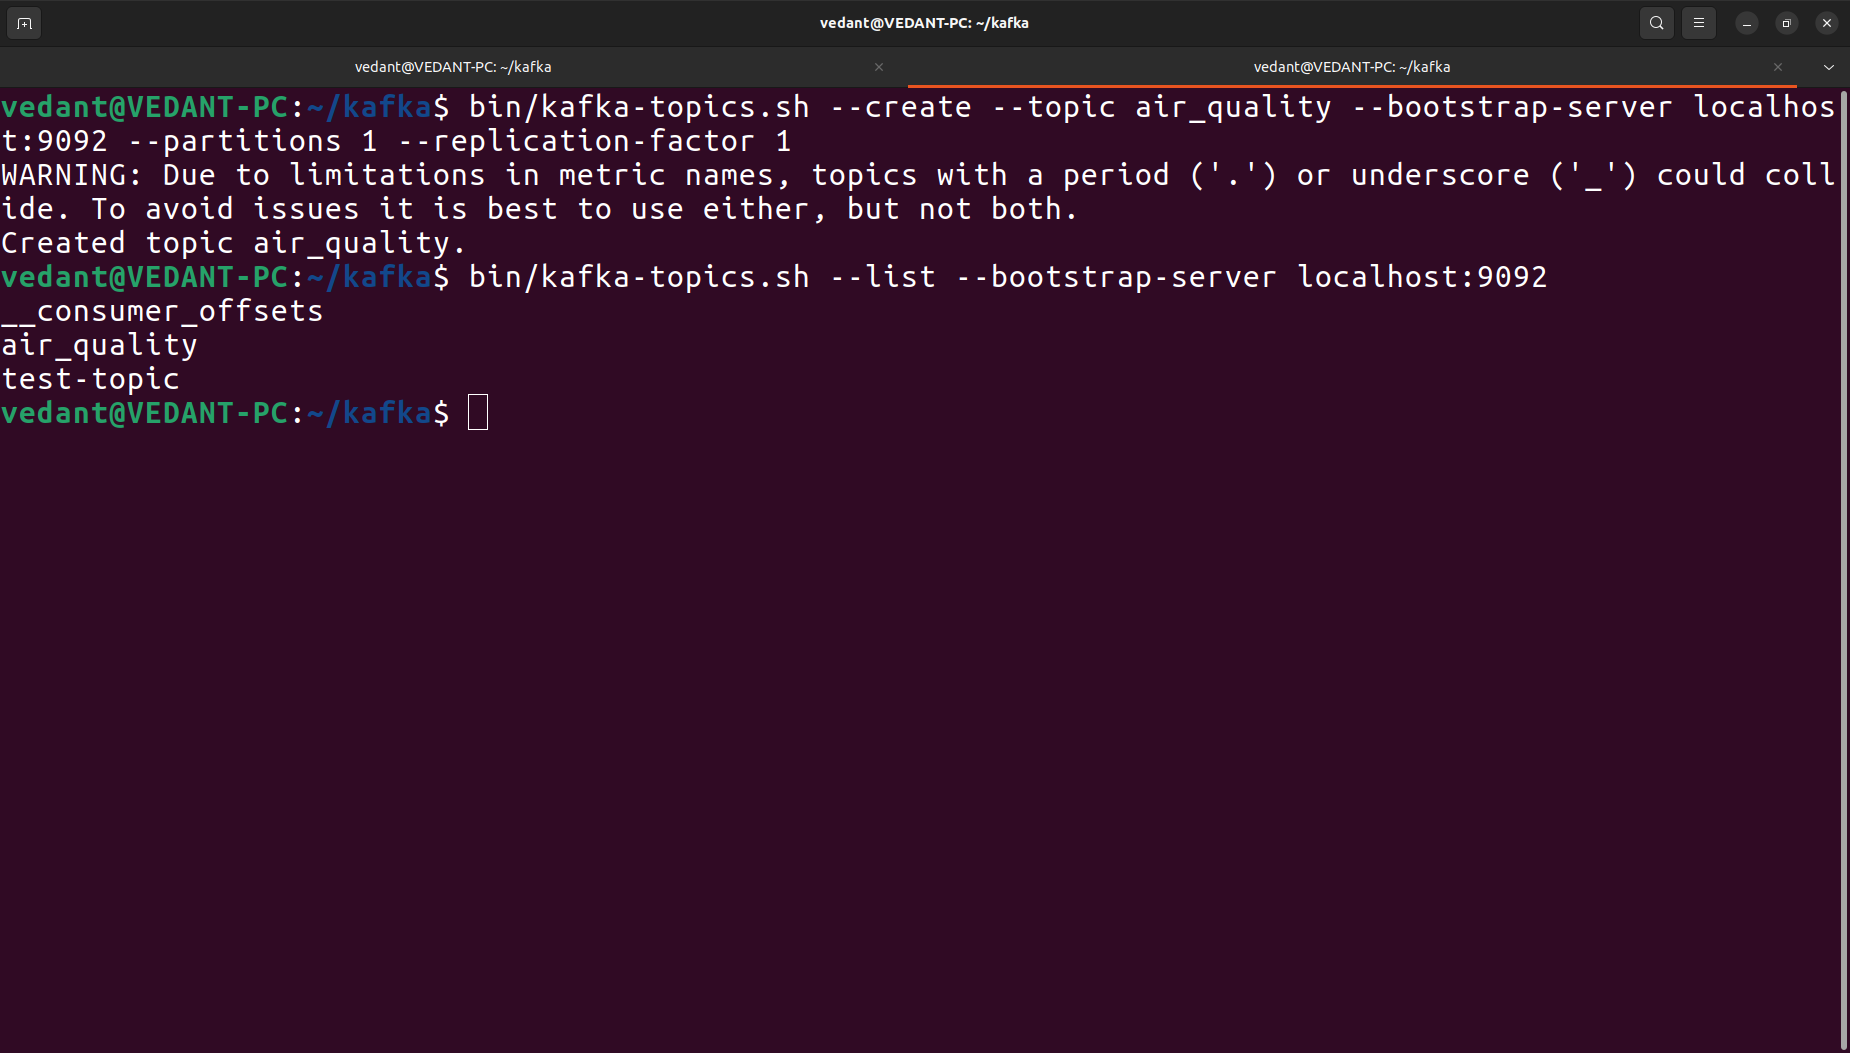 vedant@VEDANT-PC: ~/kafka
vedant@VEDANT-PC: ~/kafka
vedant@VEDANT-PC: ~/kafka
vedant@VEDANT-PC:~/kafka$ bin/kafka-topics.sh --create --topic air_quality --bootstrap-server localhos
t:9092 --partitions 1 --replication-factor 1
WARNING: Due to limitations in metric names, topics with a period ('.') or underscore ('_') could coll
ide. To avoid issues it is best to use either, but not both.
Created topic air_quality.
vedant@VEDANT-PC:~/kafka$ bin/kafka-topics.sh --list --bootstrap-server localhost:9092
__consumer_offsets
air_quality
test-topic
vedant@VEDANT-PC:~/kafka$